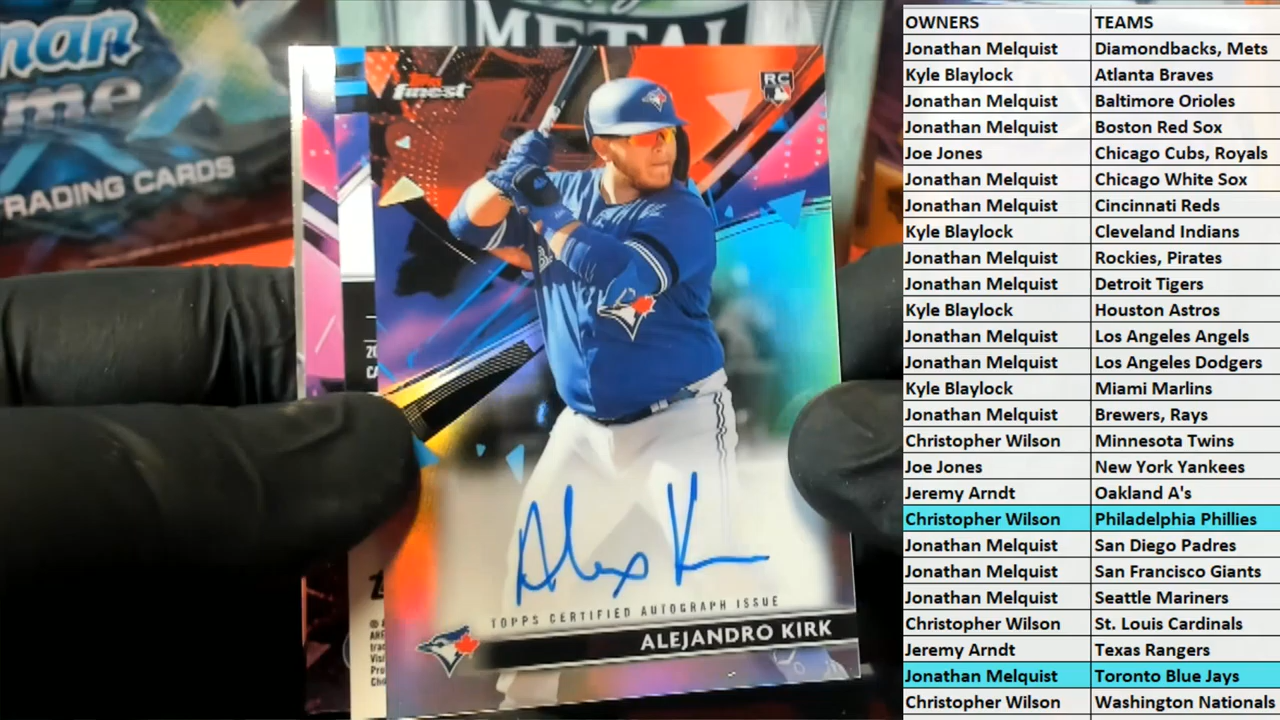 METAL
man
me
TRADING CARDS
Topps
finest
RC
20
CA
Alex K
TOPPS CERTIFIED AUTOGRAPH ISSUE
ALEJANDRO KIRK
OWNERS TEAMS
Jonathan Melquist Diamondbacks, Mets
Kyle Blaylock Atlanta Braves
Jonathan Melquist Baltimore Orioles
Jonathan Melquist Boston Red Sox
Joe Jones Chicago Cubs, Royals
Jonathan Melquist Chicago White Sox
Jonathan Melquist Cincinnati Reds
Kyle Blaylock Cleveland Indians
Jonathan Melquist Rockies, Pirates
Jonathan Melquist Detroit Tigers
Kyle Blaylock Houston Astros
Jonathan Melquist Los Angeles Angels
Jonathan Melquist Los Angeles Dodgers
Kyle Blaylock Miami Marlins
Jonathan Melquist Brewers, Rays
Christopher Wilson Minnesota Twins
Joe Jones New York Yankees
Jeremy Arndt Oakland A's
Christopher Wilson Philadelphia Phillies
Jonathan Melquist San Diego Padres
Jonathan Melquist San Francisco Giants
Jonathan Melquist Seattle Mariners
Christopher Wilson St. Louis Cardinals
Jeremy Arndt Texas Rangers
Jonathan Melquist Toronto Blue Jays
Christopher Wilson Washington Nationals